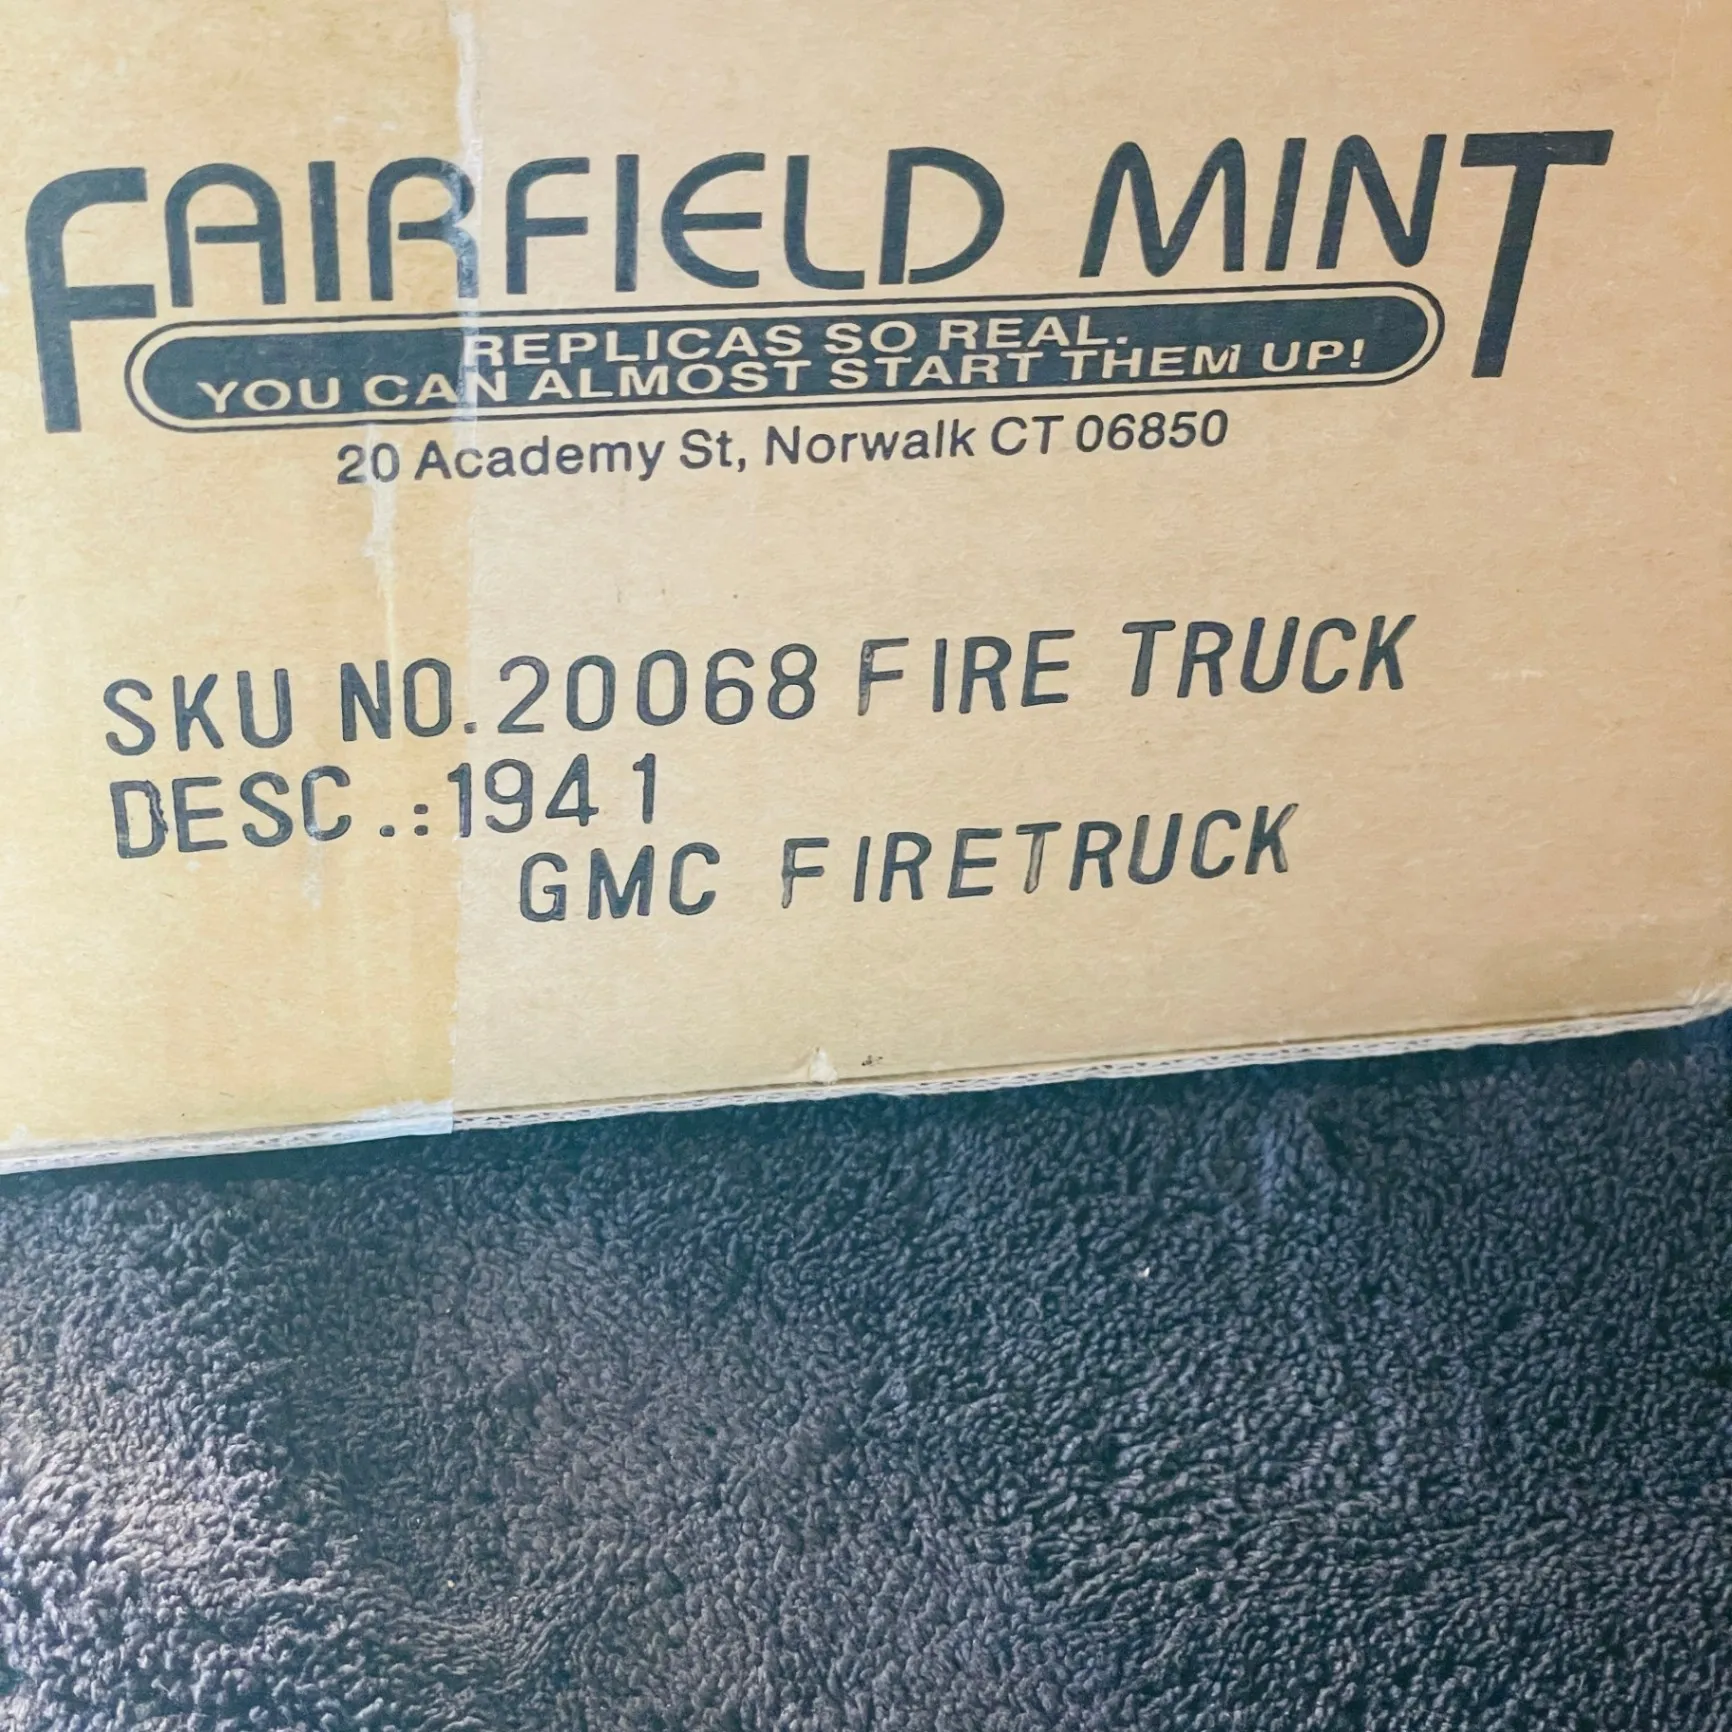 FAIRFIELD MINT
REPLICAS SO REAL.
YOU CAN ALMOST START THEM UP!
20 Academy St, Norwalk CT 06850
SKU NO.20068 FIRE TRUCK
DESC.:1941
GMC FIRETRUCK